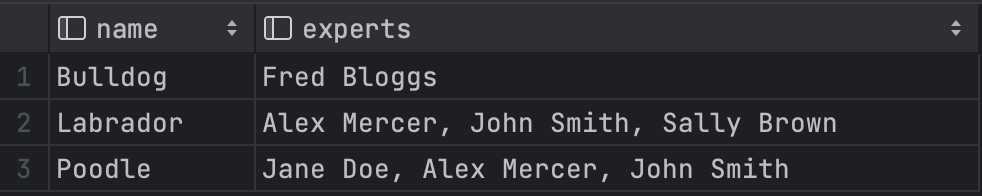 name experts
1 Bulldog Fred Bloggs
2 Labrador Alex Mercer, John Smith, Sally Brown
3 Poodle Jane Doe, Alex Mercer, John Smith